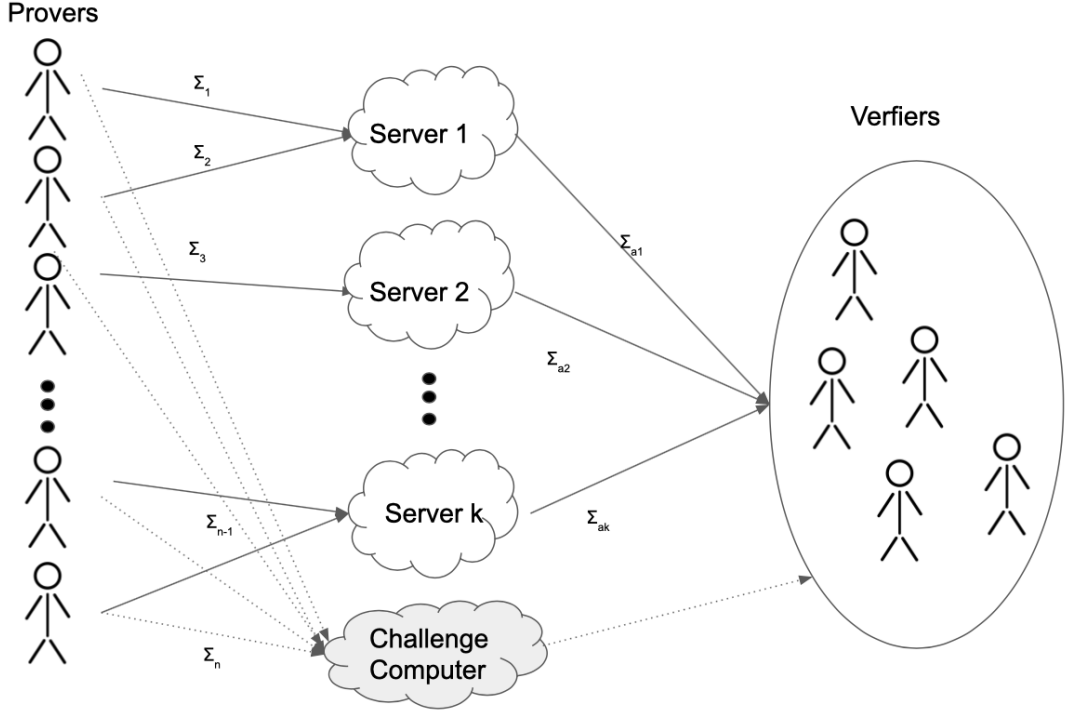 Provers
Σ1
Σ2
Σ3
Σn-1
Σn
Server 1
Server 2
Server k
Challenge
Computer
Σa1
Σa2
Σak
Verfiers